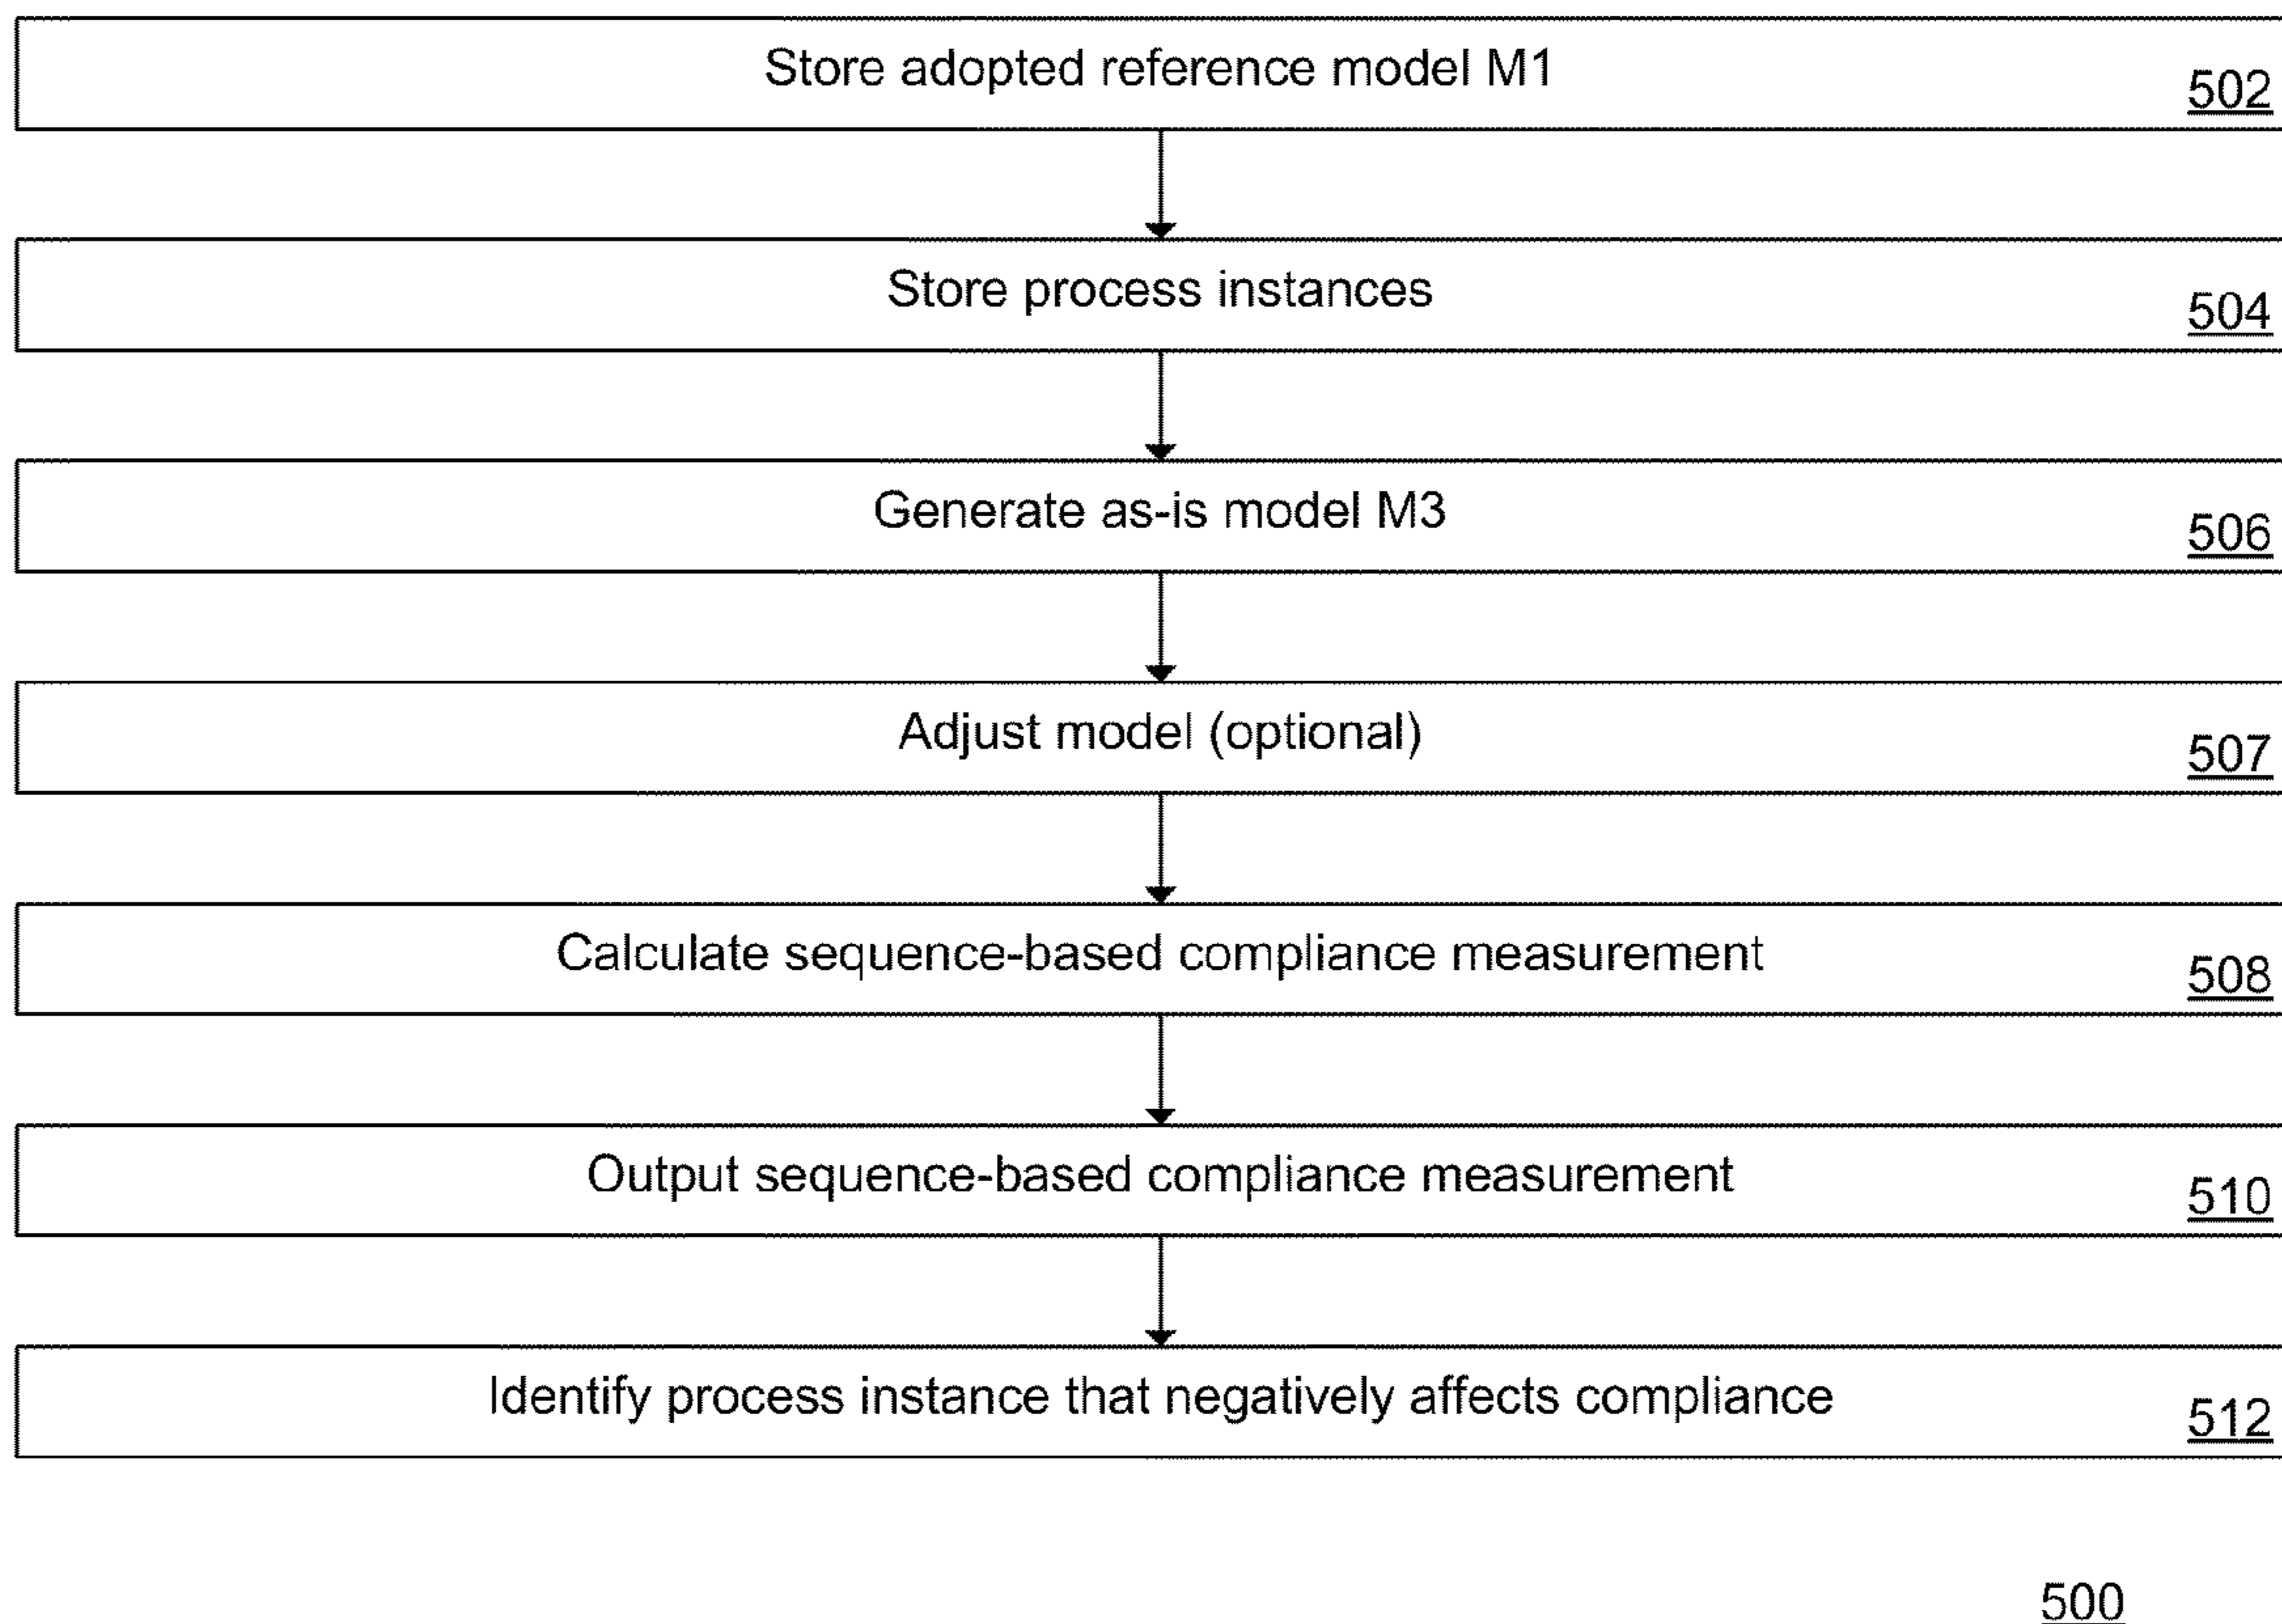 Store adopted reference model M1
502
Store process instances
504
Generate as-is model M3
506
Adjust model (optional)
507
Calculate sequence-based compliance measurement
508
Output sequence-based compliance measurement
510
Identify process instance that negatively affects compliance
512
500